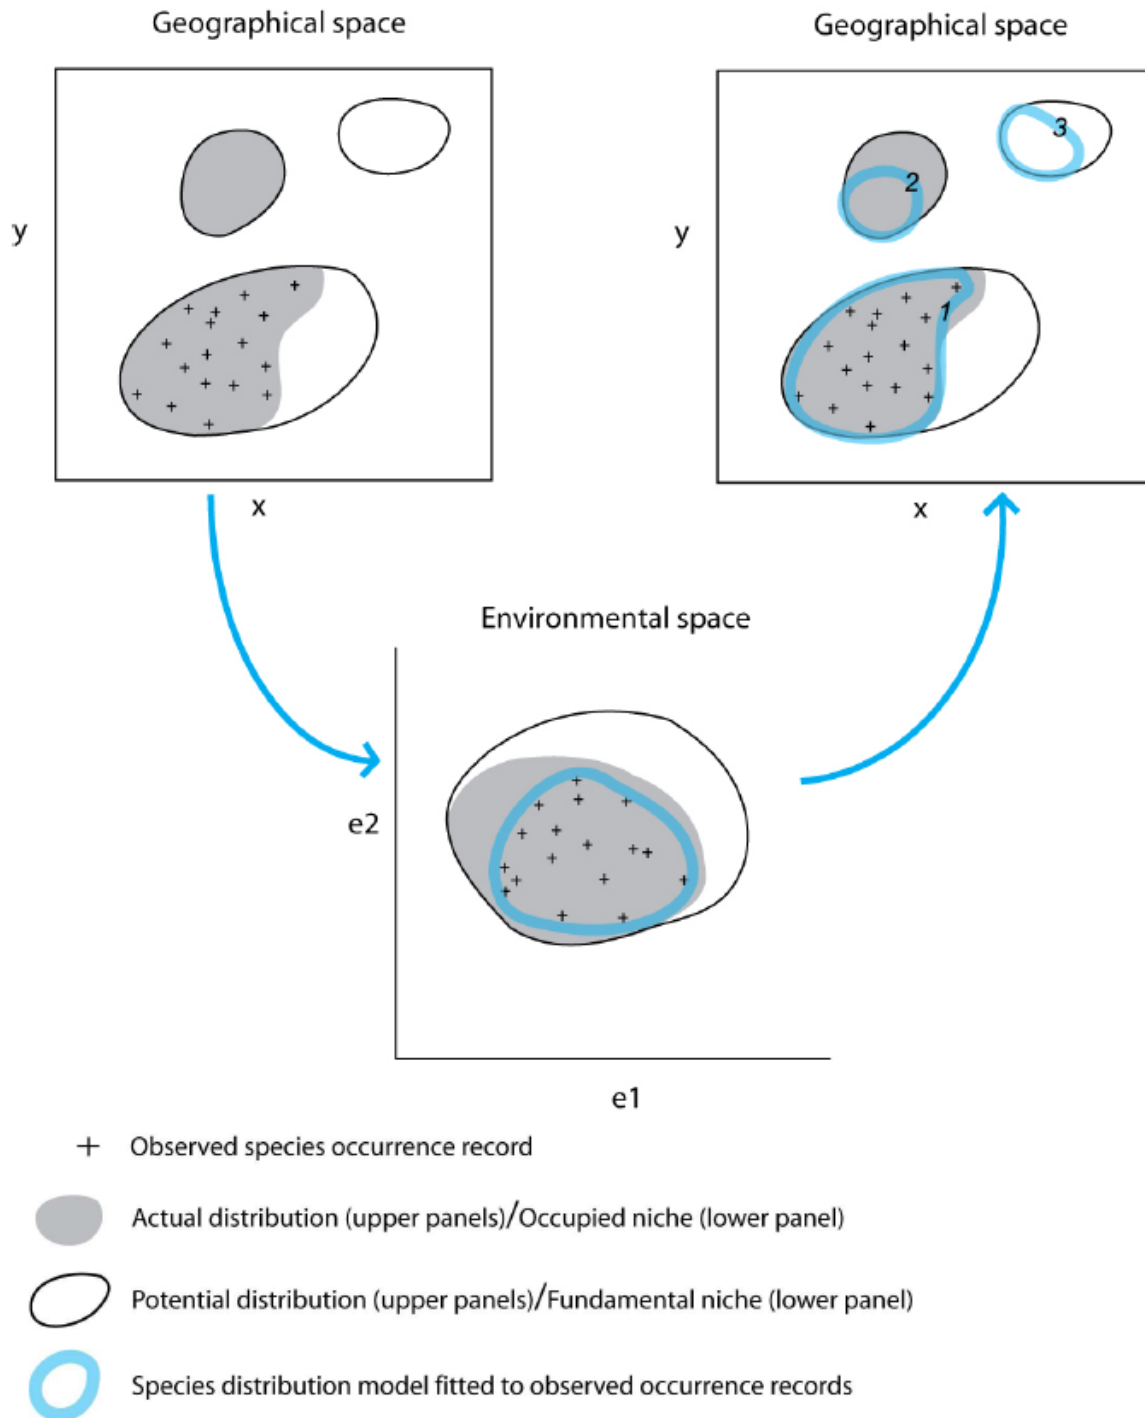 Geographical space
Geographical space
y
x
y
3
2
1
x
Environmental space
e2
e1
+ Observed species occurrence record
Actual distribution (upper panels)/Occupied niche (lower panel)
Potential distribution (upper panels)/Fundamental niche (lower panel)
Species distribution model fitted to observed occurrence records